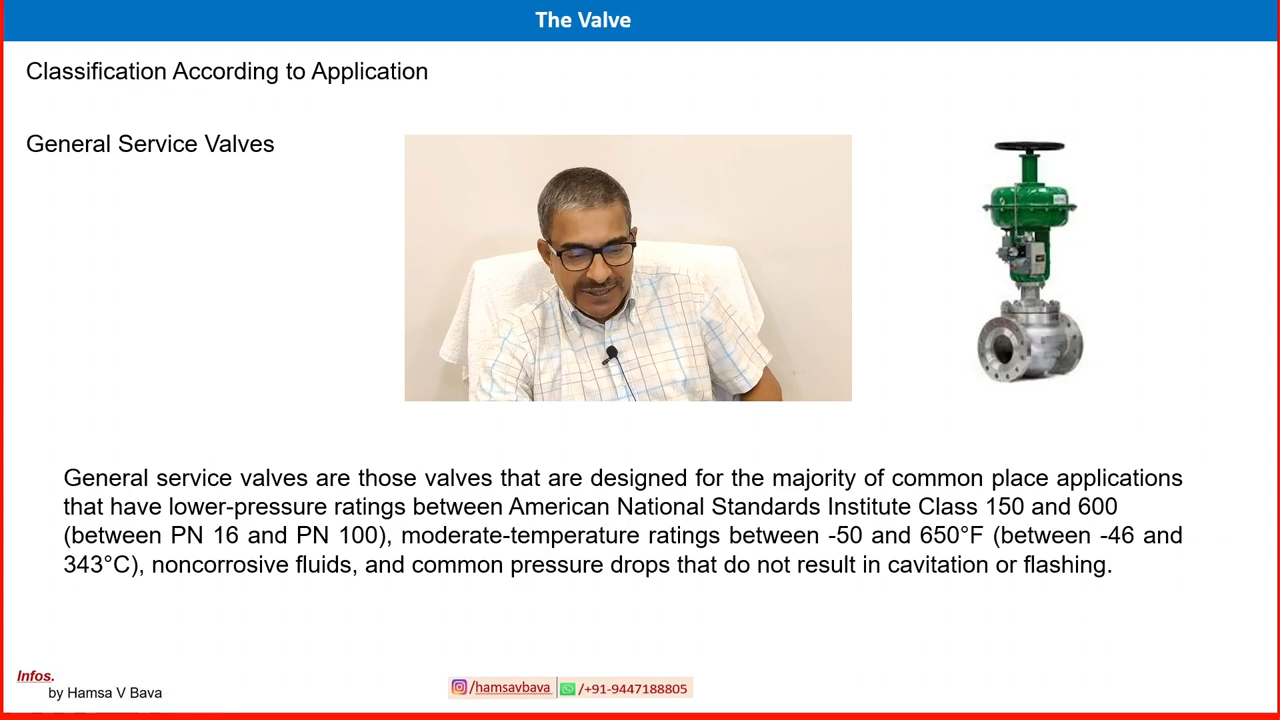 The Valve
Classification According to Application
General Service Valves
General service valves are those valves that are designed for the majority of common place applications
that have lower-pressure ratings between American National Standards Institute Class 150 and 600
(between PN 16 and PN 100), moderate-temperature ratings between -50 and 650°F (between -46 and
343°C), noncorrosive fluids, and common pressure drops that do not result in cavitation or flashing.
Infos.
by Hamsa V Bava
/hamsavbava
/+91-9447188805